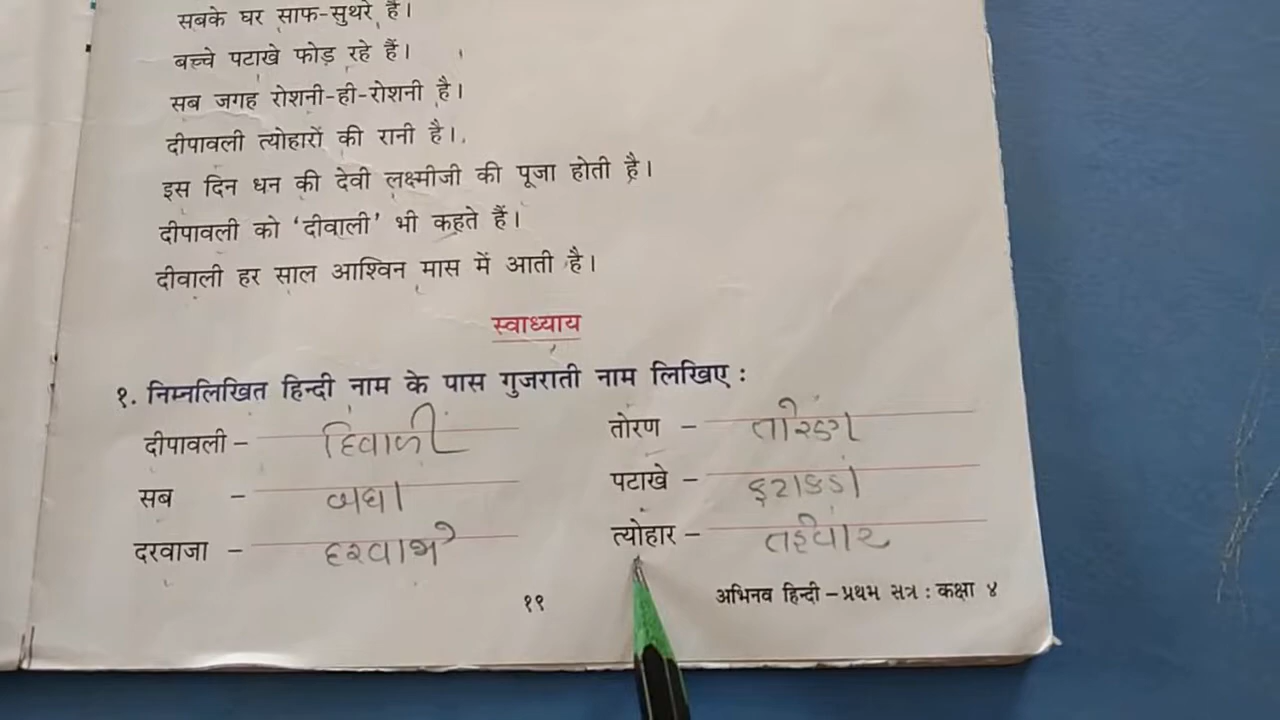 सबके घर साफ-सुथरे हैं।
बच्चे पटाखे फोड़ रहे हैं।
सब जगह रोशनी-ही-रोशनी है।
दीपावली त्योहारों की रानी है।
इस दिन धन की देवी लक्ष्मीजी की पूजा होती है।
दीपावली को ‘दीवाली’ भी कहते हैं।
दीवाली हर साल आश्विन मास में आती है।
स्वाध्याय
१. निम्नलिखित हिन्दी नाम के पास गुजराती नाम लिखिए :
दीपावली – દિવાળી तोरण – તોરણ
सब – બધા पटाखे – ફટાકડા
दरवाजा – દરવાજો त्योहार – તહેવાર
१९ अभिनव हिन्दी – प्रथम सत्र : कक्षा ४